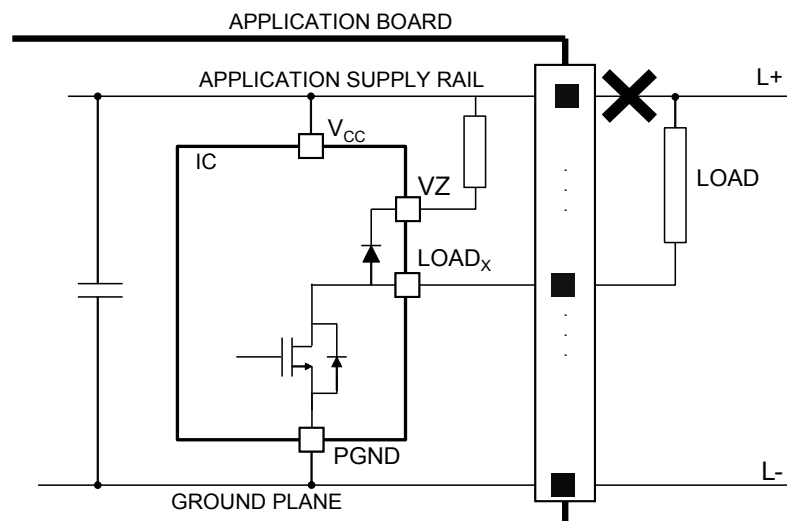 APPLICATION BOARD
APPLICATION SUPPLY RAIL
L+
VCC
IC
VZ
LOAD
LOADX
PGND
GROUND PLANE
L-